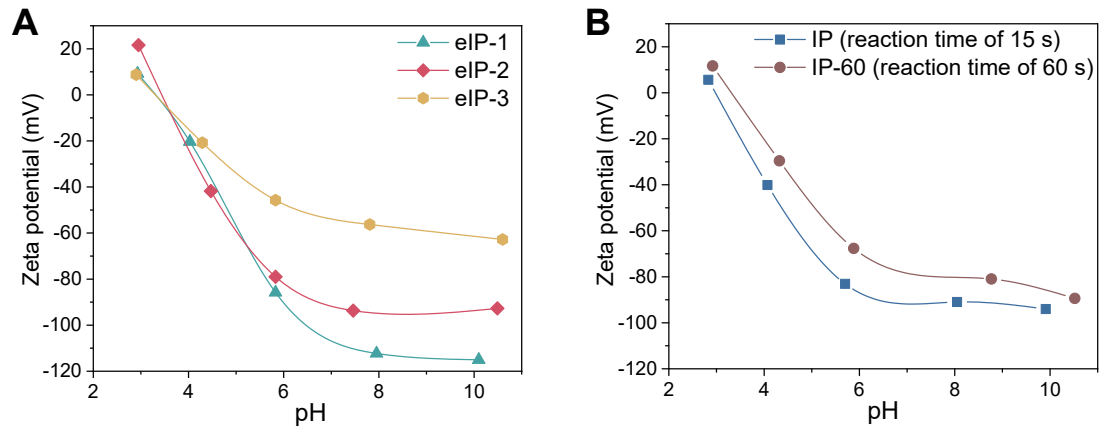 A
eIP-1
eIP-2
eIP-3
Zeta potential (mV)
20
0
-20
-40
-60
-80
-100
-120
2
4
6
8
10
pH
B
IP (reaction time of 15 s)
IP-60 (reaction time of 60 s)
Zeta potential (mV)
20
0
-20
-40
-60
-80
-100
-120
2
4
6
8
10
pH